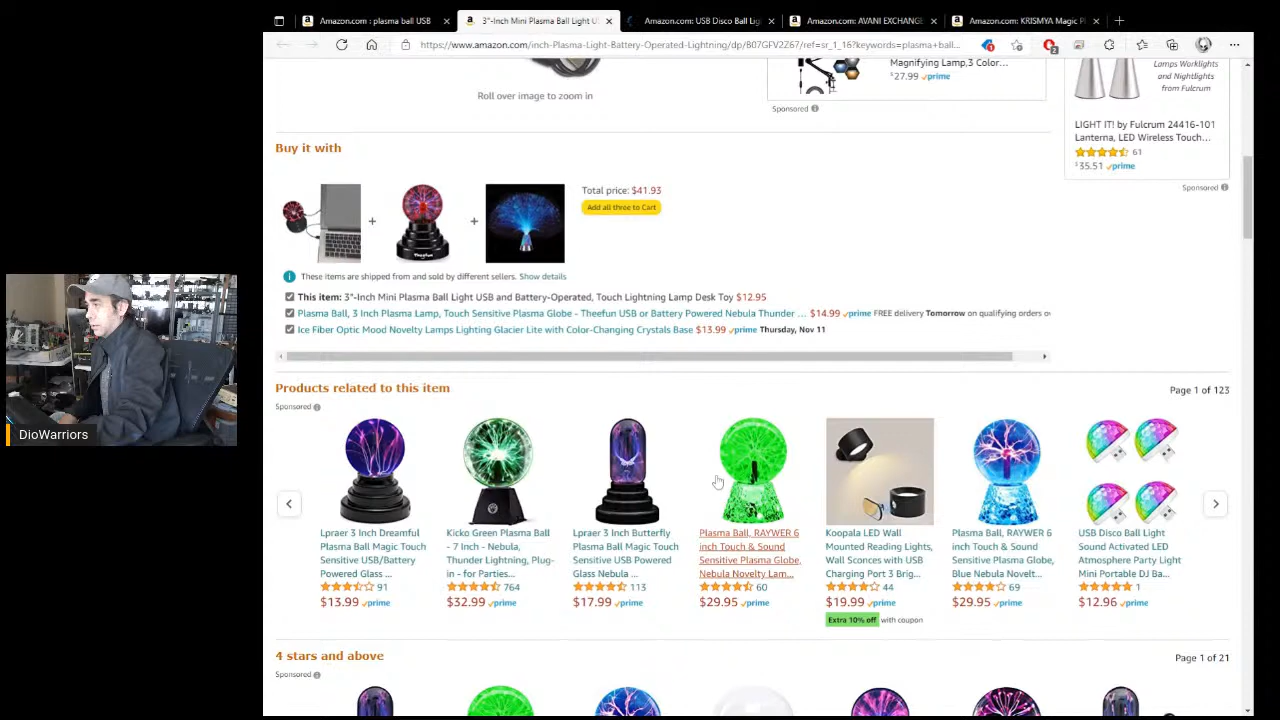 Amazon.com : plasma ball USB
3"-Inch Mini Plasma Ball Light U
Amazon.com: USB Disco Ball Lig
Amazon.com: AVANI EXCHANGE
Amazon.com: KRISMYA Magic P
https://www.amazon.com/inch-Plasma-Light-Battery-Operated-Lightning/dp/B07GFV2Z67/ref=sr_1_16?keywords=plasma+ball...
Roll over image to zoom in
Magnifying Lamp,3 Color...
$27.99 prime
Sponsored
Lamps Worklights
and Nightlights
from Fulcrum
LIGHT IT! by Fulcrum 24416-101
Lanterna, LED Wireless Touch...
61
$35.51 prime
Sponsored
Buy it with
Total price: $41.93
Add all three to Cart
These items are shipped from and sold by different sellers. Show details
This item: 3"-Inch Mini Plasma Ball Light USB and Battery-Operated, Touch Lightning Lamp Desk Toy $12.95
Plasma Ball, 3 Inch Plasma Lamp, Touch Sensitive Plasma Globe - Theefun USB or Battery Powered Nebula Thunder ... $14.99 prime FREE delivery Tomorrow on qualifying orders ov
Ice Fiber Optic Mood Novelty Lamps Lighting Glacier Lite with Color-Changing Crystals Base $13.99 prime Thursday, Nov 11
Products related to this item
Page 1 of 123
Sponsored
Lpraer 3 Inch Dreamful
Plasma Ball Magic Touch
Sensitive USB/Battery
Powered Glass ...
91
$13.99 prime
Kicko Green Plasma Ball
- 7 Inch - Nebula,
Thunder Lightning, Plug-
in - for Parties...
764
$32.99 prime
Lpraer 3 Inch Butterfly
Plasma Ball Magic Touch
Sensitive USB Powered
Glass Nebula ...
113
$17.99 prime
Plasma Ball, RAYWER 6
inch Touch & Sound
Sensitive Plasma Globe,
Nebula Novelty Lam...
60
$29.95 prime
Koopala LED Wall
Mounted Reading Lights,
Wall Sconces with USB
Charging Port 3 Brig...
44
$19.99 prime
Extra 10% off with coupon
Plasma Ball, RAYWER 6
inch Touch & Sound
Sensitive Plasma Globe,
Blue Nebula Novelt...
69
$29.95 prime
USB Disco Ball Light
Sound Activated LED
Atmosphere Party Light
Mini Portable DJ Ba...
1
$12.96 prime
4 stars and above
Page 1 of 21
Sponsored
DioWarriors